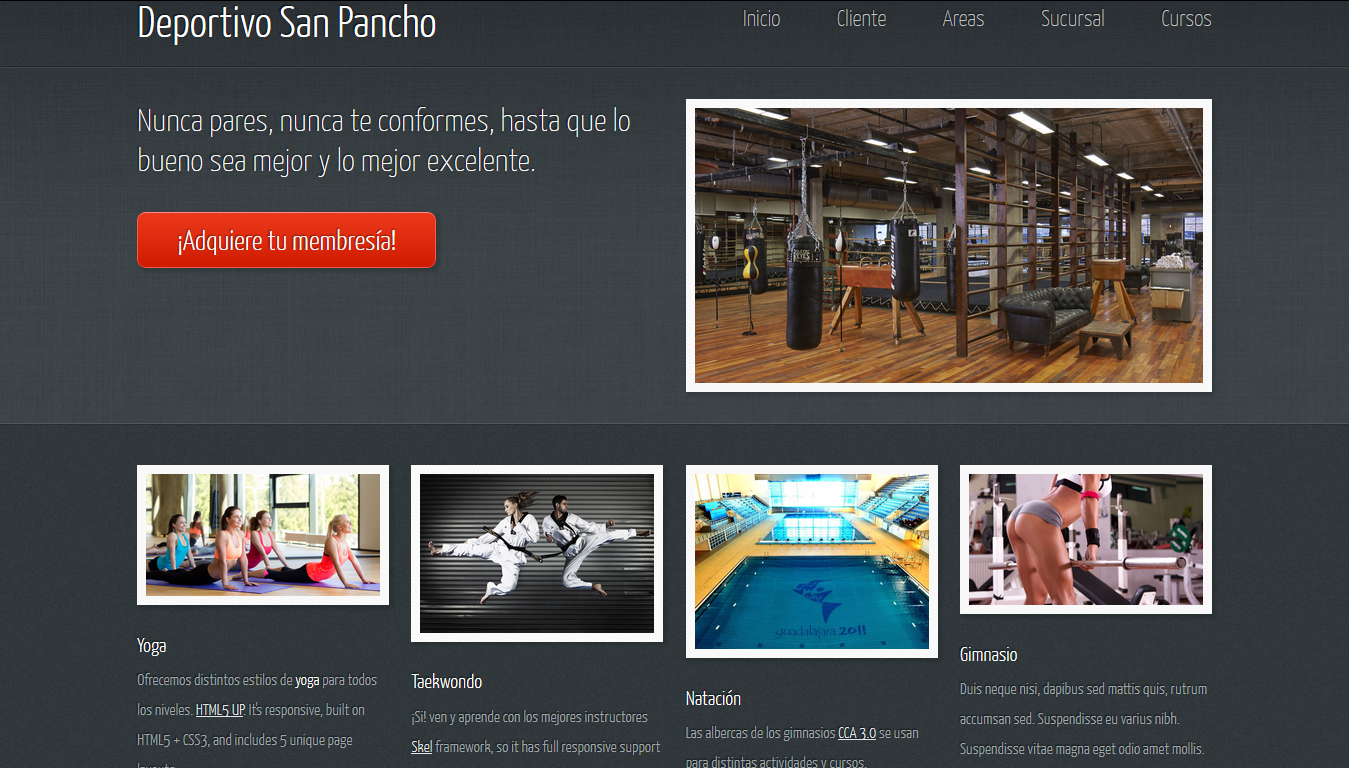 Deportivo San Pancho
Inicio Cliente Areas Sucursal Cursos
Nunca pares, nunca te conformes, hasta que lo
bueno sea mejor y lo mejor excelente.
¡Adquiere tu membresía!
guadalajara 2011
Yoga
Ofrecemos distintos estilos de yoga para todos
los niveles. HTML5 UP. It's responsive, built on
HTML5 + CSS3, and includes 5 unique page
Taekwondo
¡Si! ven y aprende con los mejores instructores
Skel framework, so it has full responsive support
Natación
Las albercas de los gimnasios CCA 3.0 se usan
para distintas actividades y cursos.
Gimnasio
Duis neque nisi, dapibus sed mattis quis, rutrum
accumsan sed. Suspendisse eu varius nibh.
Suspendisse vitae magna eget odio amet mollis.